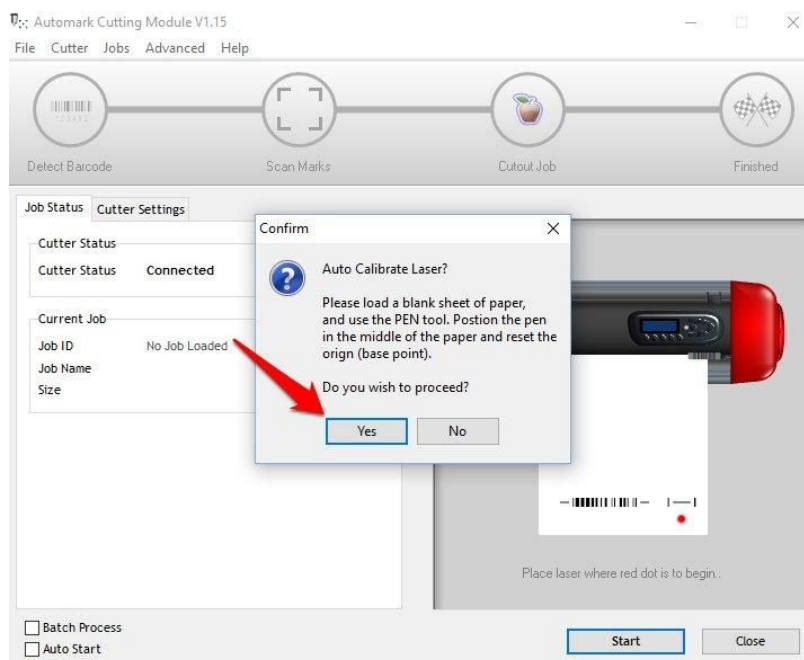 Automark Cutting Module V1.15
File Cutter Jobs Advanced Help
Detect Barcode
Scan Marks
Cutout Job
Finished
Job Status
Cutter Settings
Cutter Status
Cutter Status Connected
Current Job
Job ID No Job Loaded
Job Name
Size
Confirm
Auto Calibrate Laser?
Please load a blank sheet of paper,
and use the PEN tool. Postion the pen
in the middle of the paper and reset the
orign (base point).
Do you wish to proceed?
Yes
No
Place laser where red dot is to begin..
Batch Process
Auto Start
Start
Close